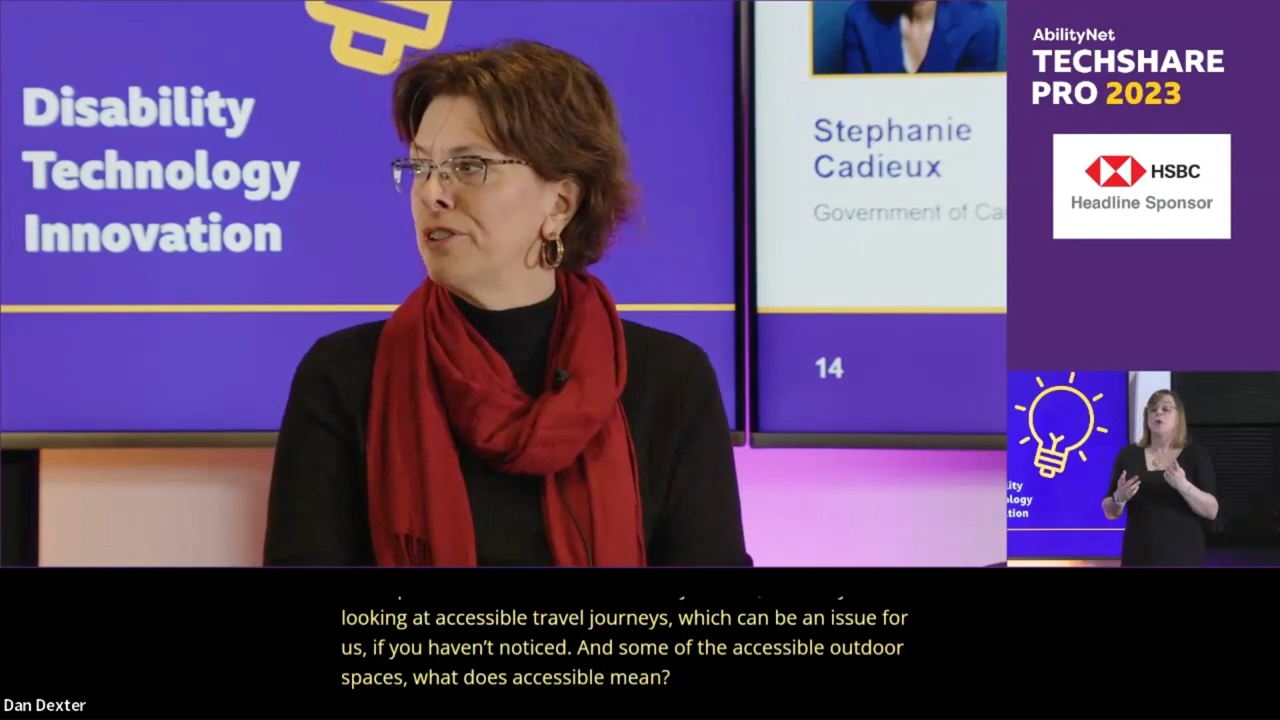 Disability
Technology
Innovation
Stephanie
Cadieux
Government of
14
AbilityNet
TECHSHARE
PRO 2023
HSBC
Headline Sponsor
looking at accessible travel journeys, which can be an issue for
us, if you haven’t noticed. And some of the accessible outdoor
spaces, what does accessible mean?
Dan Dexter